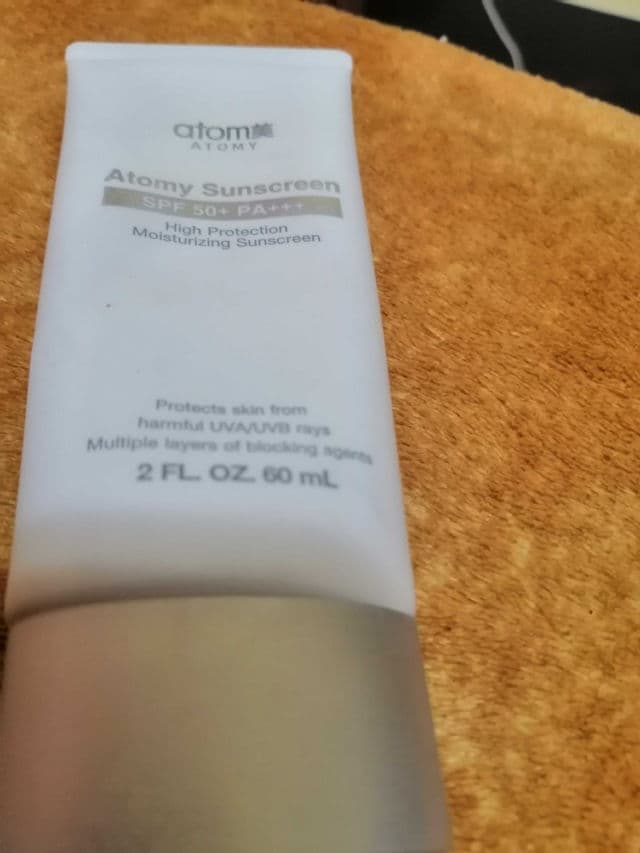 atom美
ATOMY
Atomy Sunscreen
SPF 50+ PA+++
High Protection
Moisturizing Sunscreen
Protects skin from
harmful UVA/UVB rays
Multiple layers of blocking agents
2 FL. OZ. 60 mL